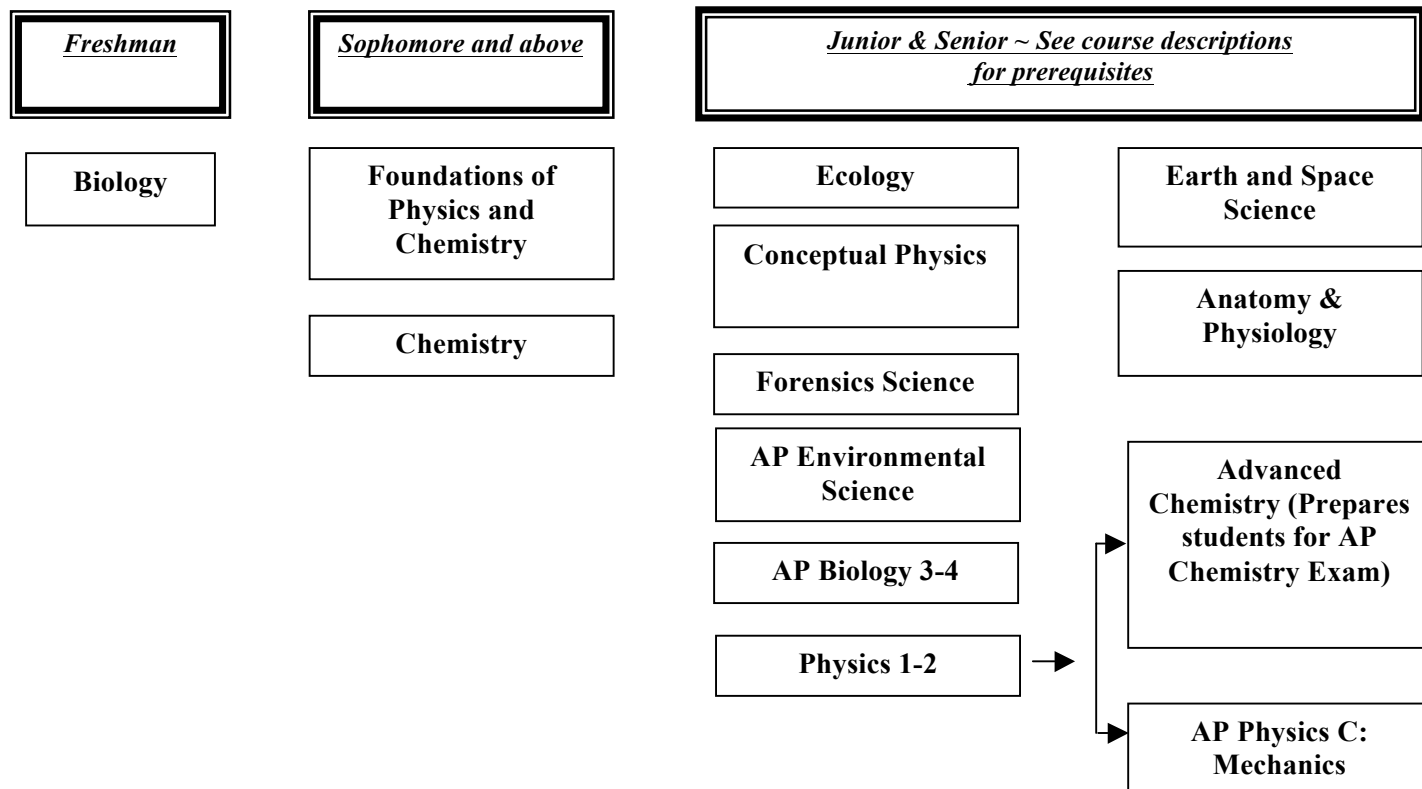 Freshman
Sophomore and above
Junior & Senior ~ See course descriptions
for prerequisites
Biology
Foundations of
Physics and
Chemistry
Chemistry
Ecology
Conceptual Physics
Forensics Science
AP Environmental
Science
AP Biology 3-4
Physics 1-2
Earth and Space
Science
Anatomy &
Physiology
Advanced
Chemistry (Prepares
students for AP
Chemistry Exam)
AP Physics C:
Mechanics